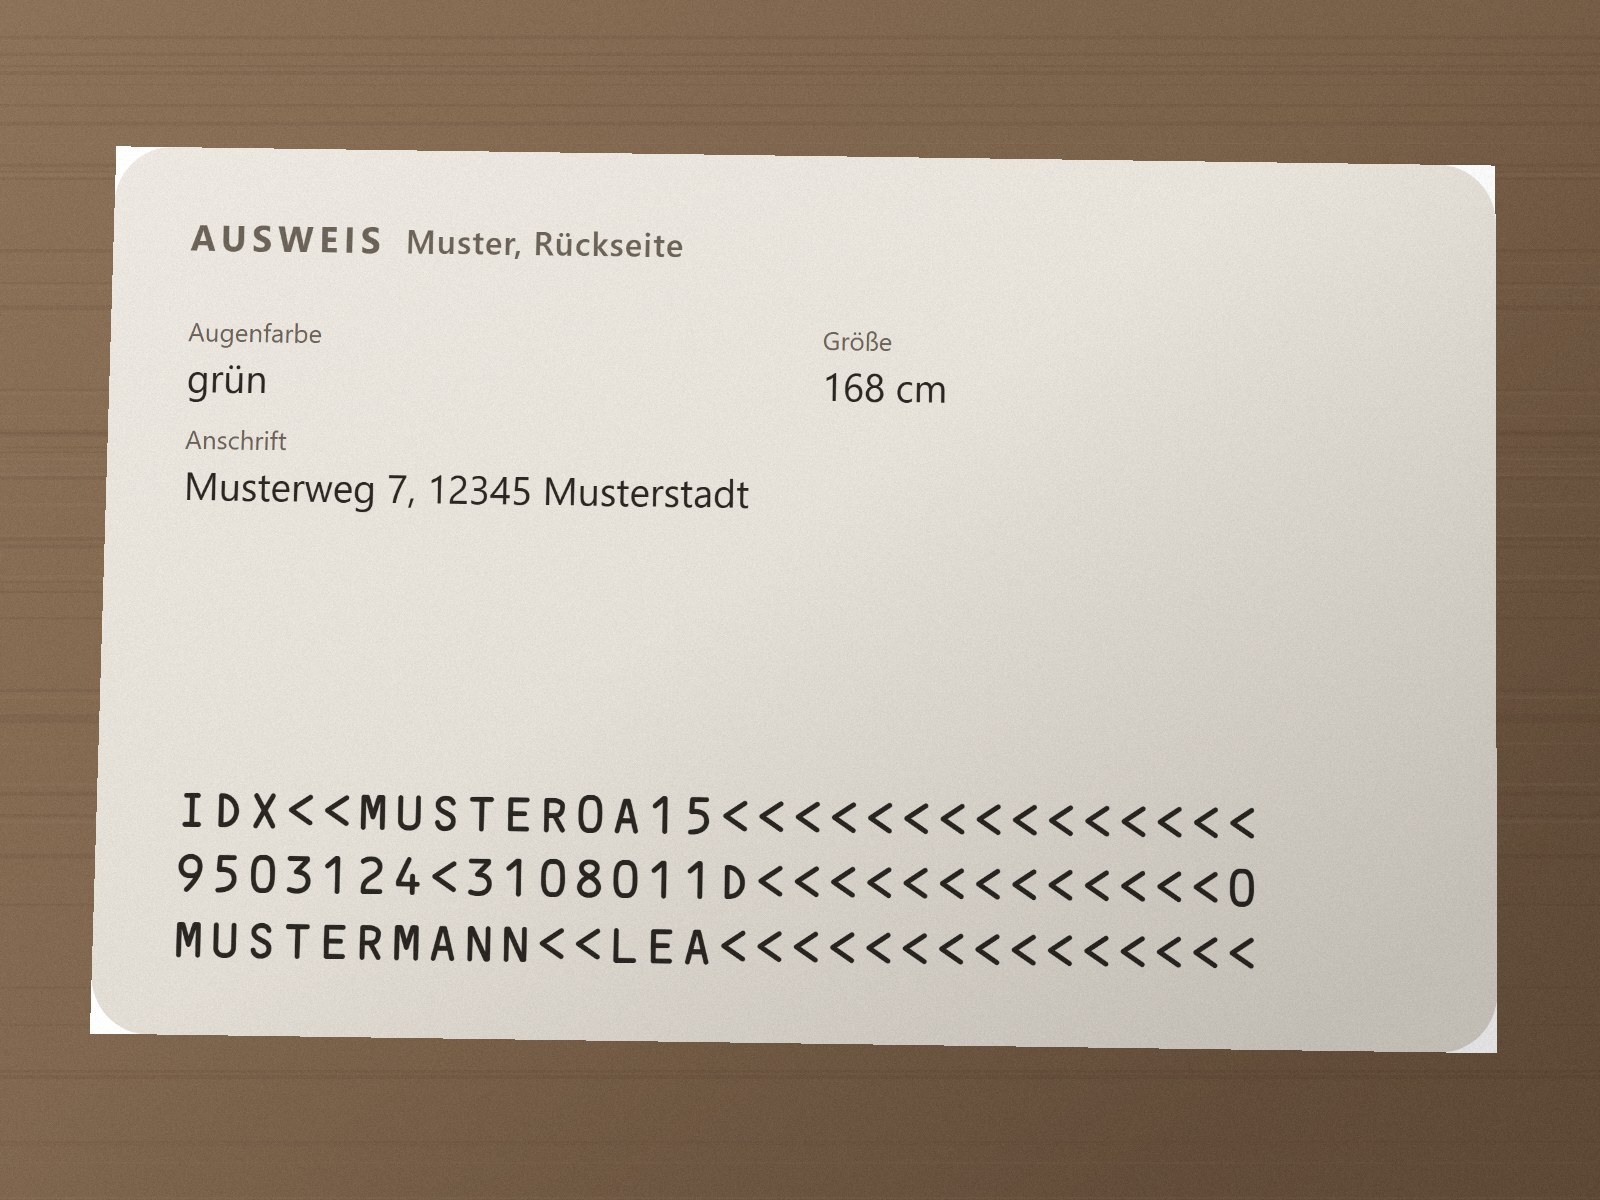 AUSWEIS Muster, Rückseite
Augenfarbe Größe
grün 168 cm
Anschrift
Musterweg 7, 12345 Musterstadt
IDX<<MUSTER0A15<<<<<<<<<<<<<<<
9503124<3108011D<<<<<<<<<<<<<0
MUSTERMANN<<LEA<<<<<<<<<<<<<<<